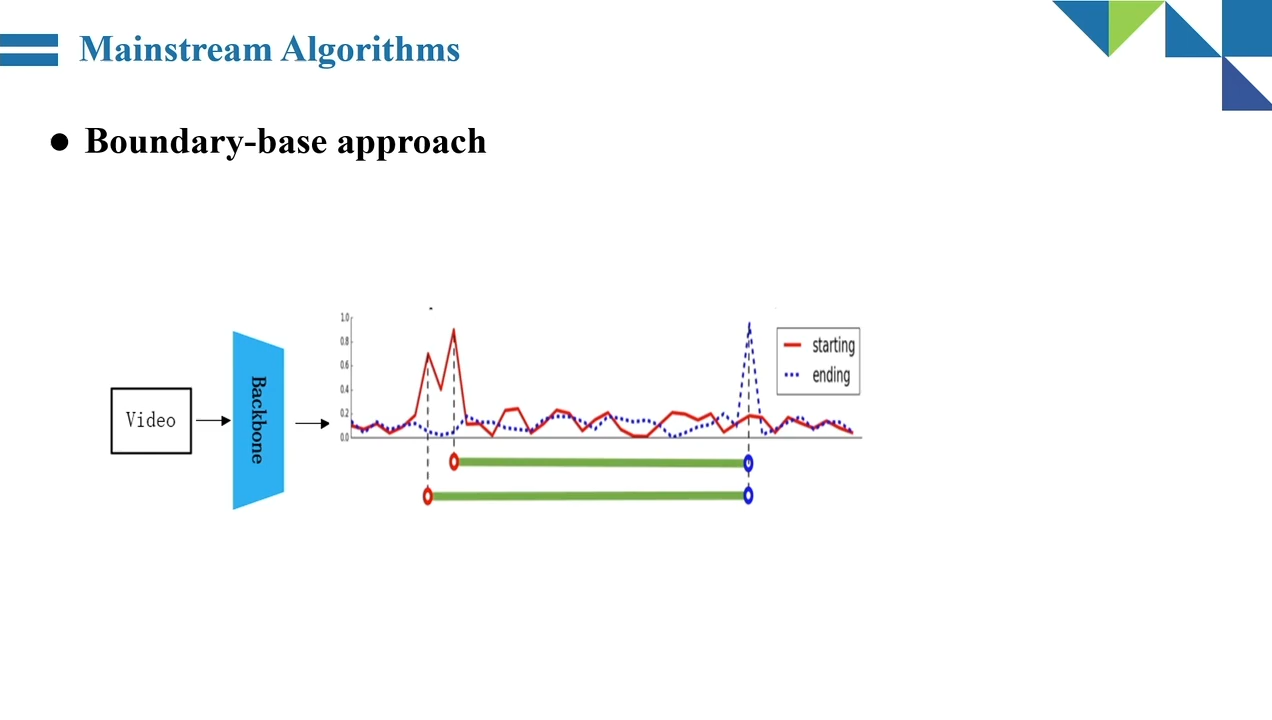 Mainstream Algorithms
● Boundary-base approach
Video
Backbone
1.0
0.8
0.6
0.4
0.2
0.0
starting
ending